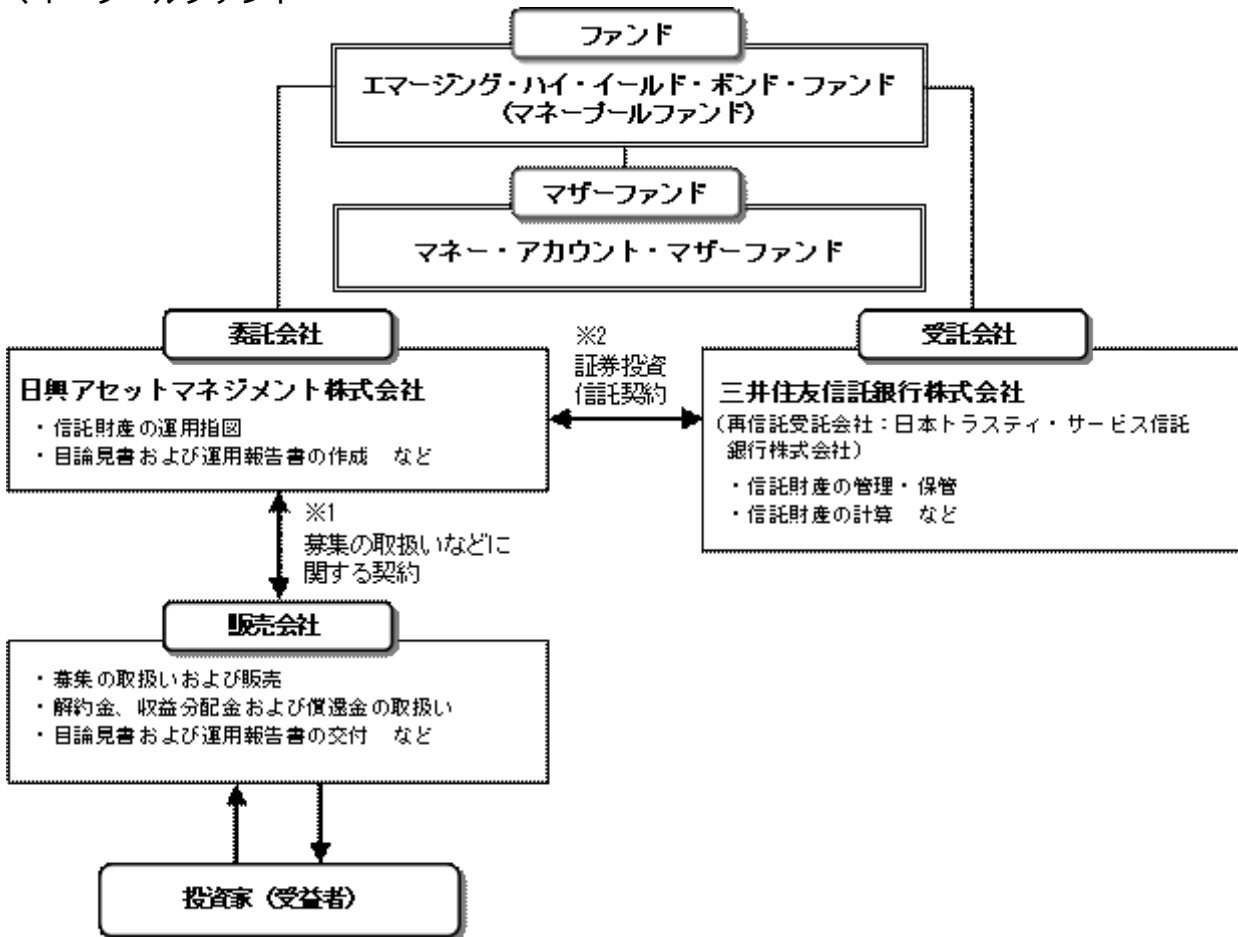 ファンド
エマージング・ハイ・イールド・ボンド・ファンド
(マネープールファンド)
マザーファンド
マネー・アカウント・マザーファンド
委託会社
日興アセットマネジメント株式会社
・信託財産の運用指図
・目論見書および運用報告書の作成 など
※2
証券投資
信託契約
受託会社
三井住友信託銀行株式会社
(再信託受託会社:日本トラスティ・サービス信託
銀行株式会社)
・信託財産の管理・保管
・信託財産の計算 など
※1
募集の取扱いなどに
関する契約
販売会社
・募集の取扱いおよび販売
・解約金、収益分配金および償還金の取扱い
・目論見書および運用報告書の交付 など
投資家(受益者)